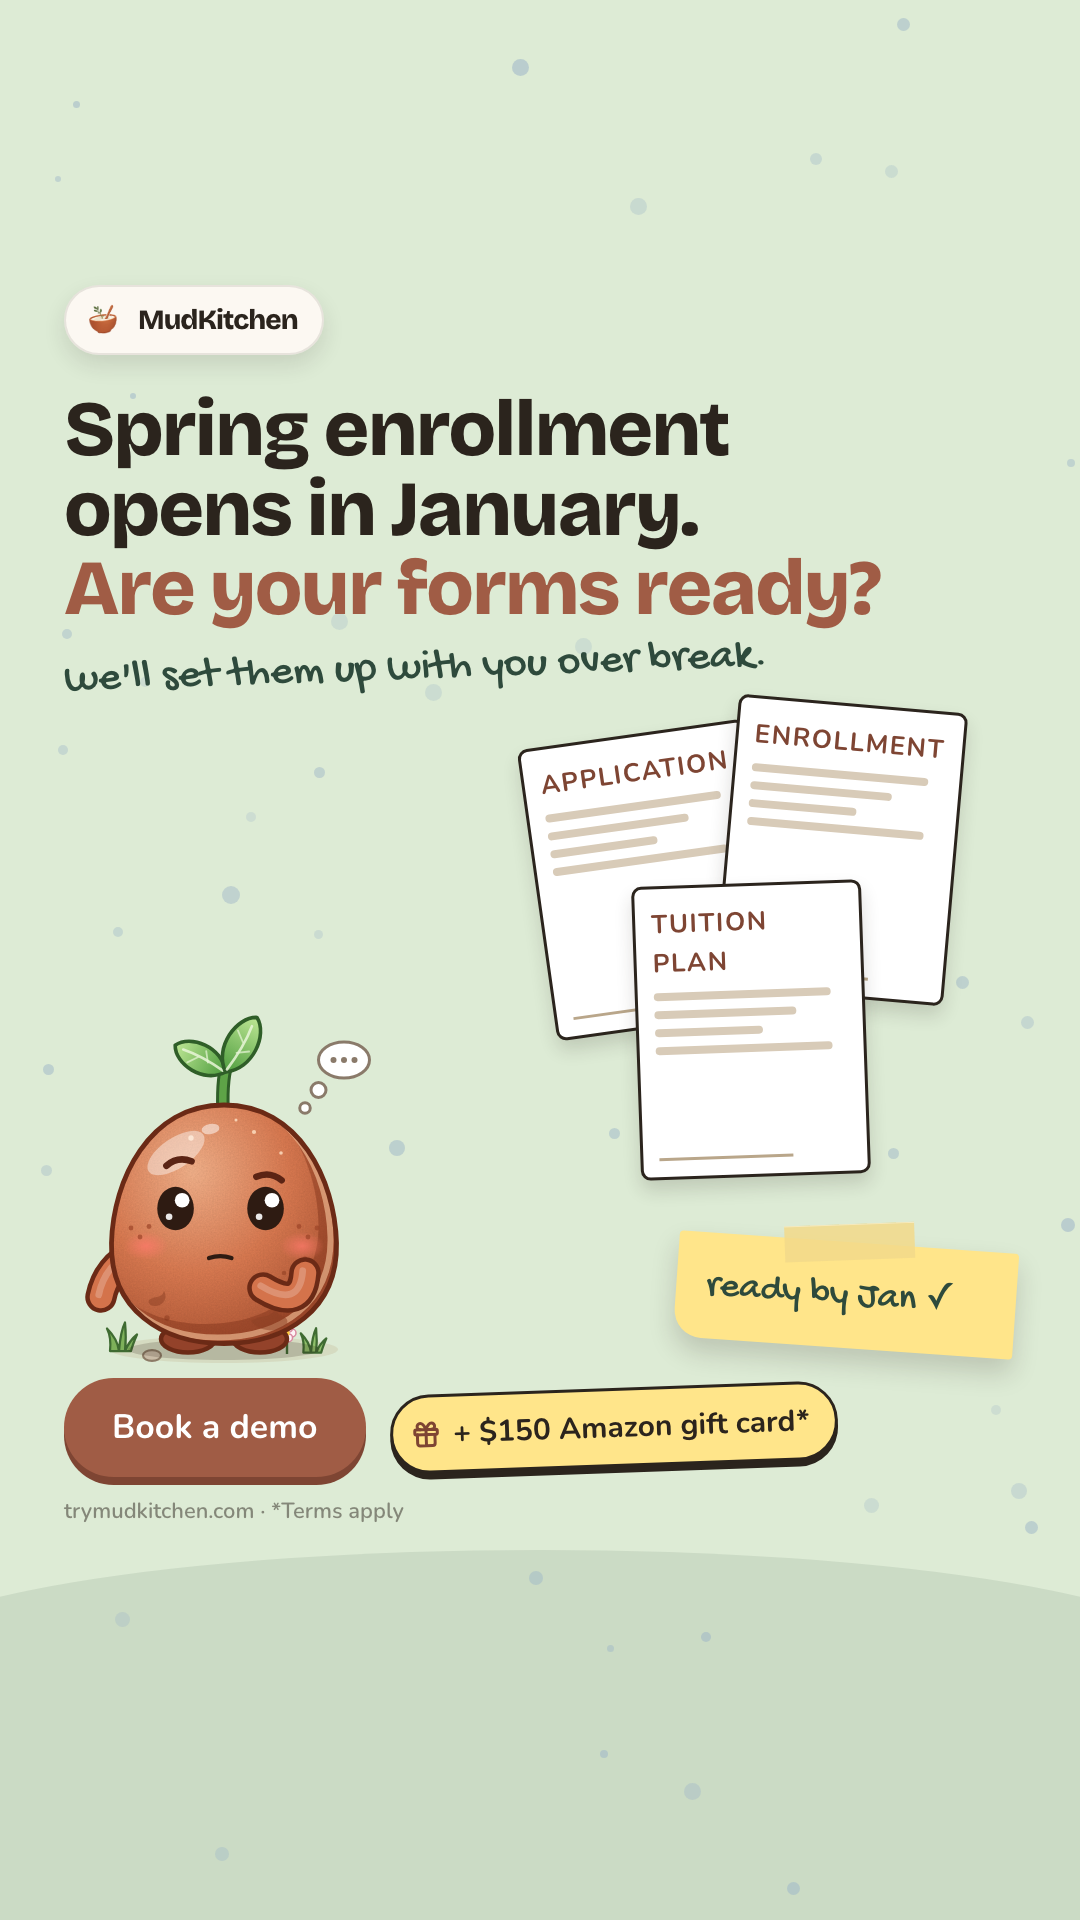 MudKitchen
Spring enrollment
opens in January.
Are your forms ready?
we'll set them up with you over break.
APPLICATION
ENROLLMENT
TUITION
PLAN
ready by Jan ✓
Book a demo
+ $150 Amazon gift card*
trymudkitchen.com · *Terms apply